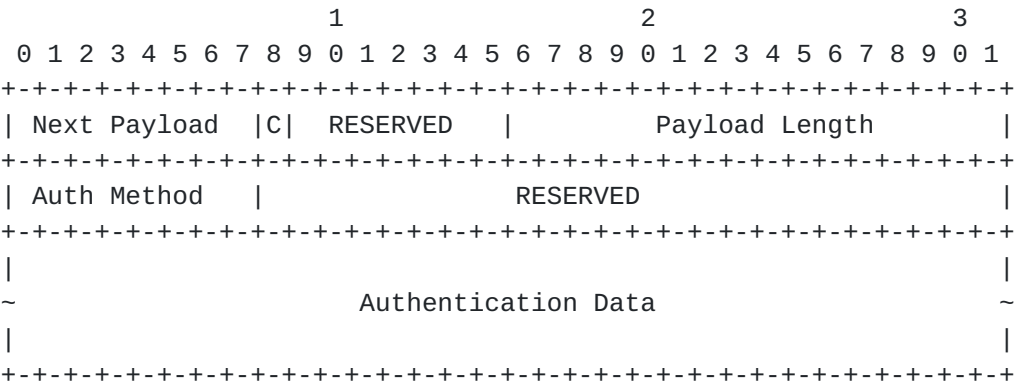 1                   2                   3
 0 1 2 3 4 5 6 7 8 9 0 1 2 3 4 5 6 7 8 9 0 1 2 3 4 5 6 7 8 9 0 1
+-+-+-+-+-+-+-+-+-+-+-+-+-+-+-+-+-+-+-+-+-+-+-+-+-+-+-+-+-+-+-+-+
| Next Payload  |C|  RESERVED   |         Payload Length        |
+-+-+-+-+-+-+-+-+-+-+-+-+-+-+-+-+-+-+-+-+-+-+-+-+-+-+-+-+-+-+-+-+
| Auth Method   |                RESERVED                       |
+-+-+-+-+-+-+-+-+-+-+-+-+-+-+-+-+-+-+-+-+-+-+-+-+-+-+-+-+-+-+-+-+
|                                                               |
~                      Authentication Data                      ~
|                                                               |
+-+-+-+-+-+-+-+-+-+-+-+-+-+-+-+-+-+-+-+-+-+-+-+-+-+-+-+-+-+-+-+-+